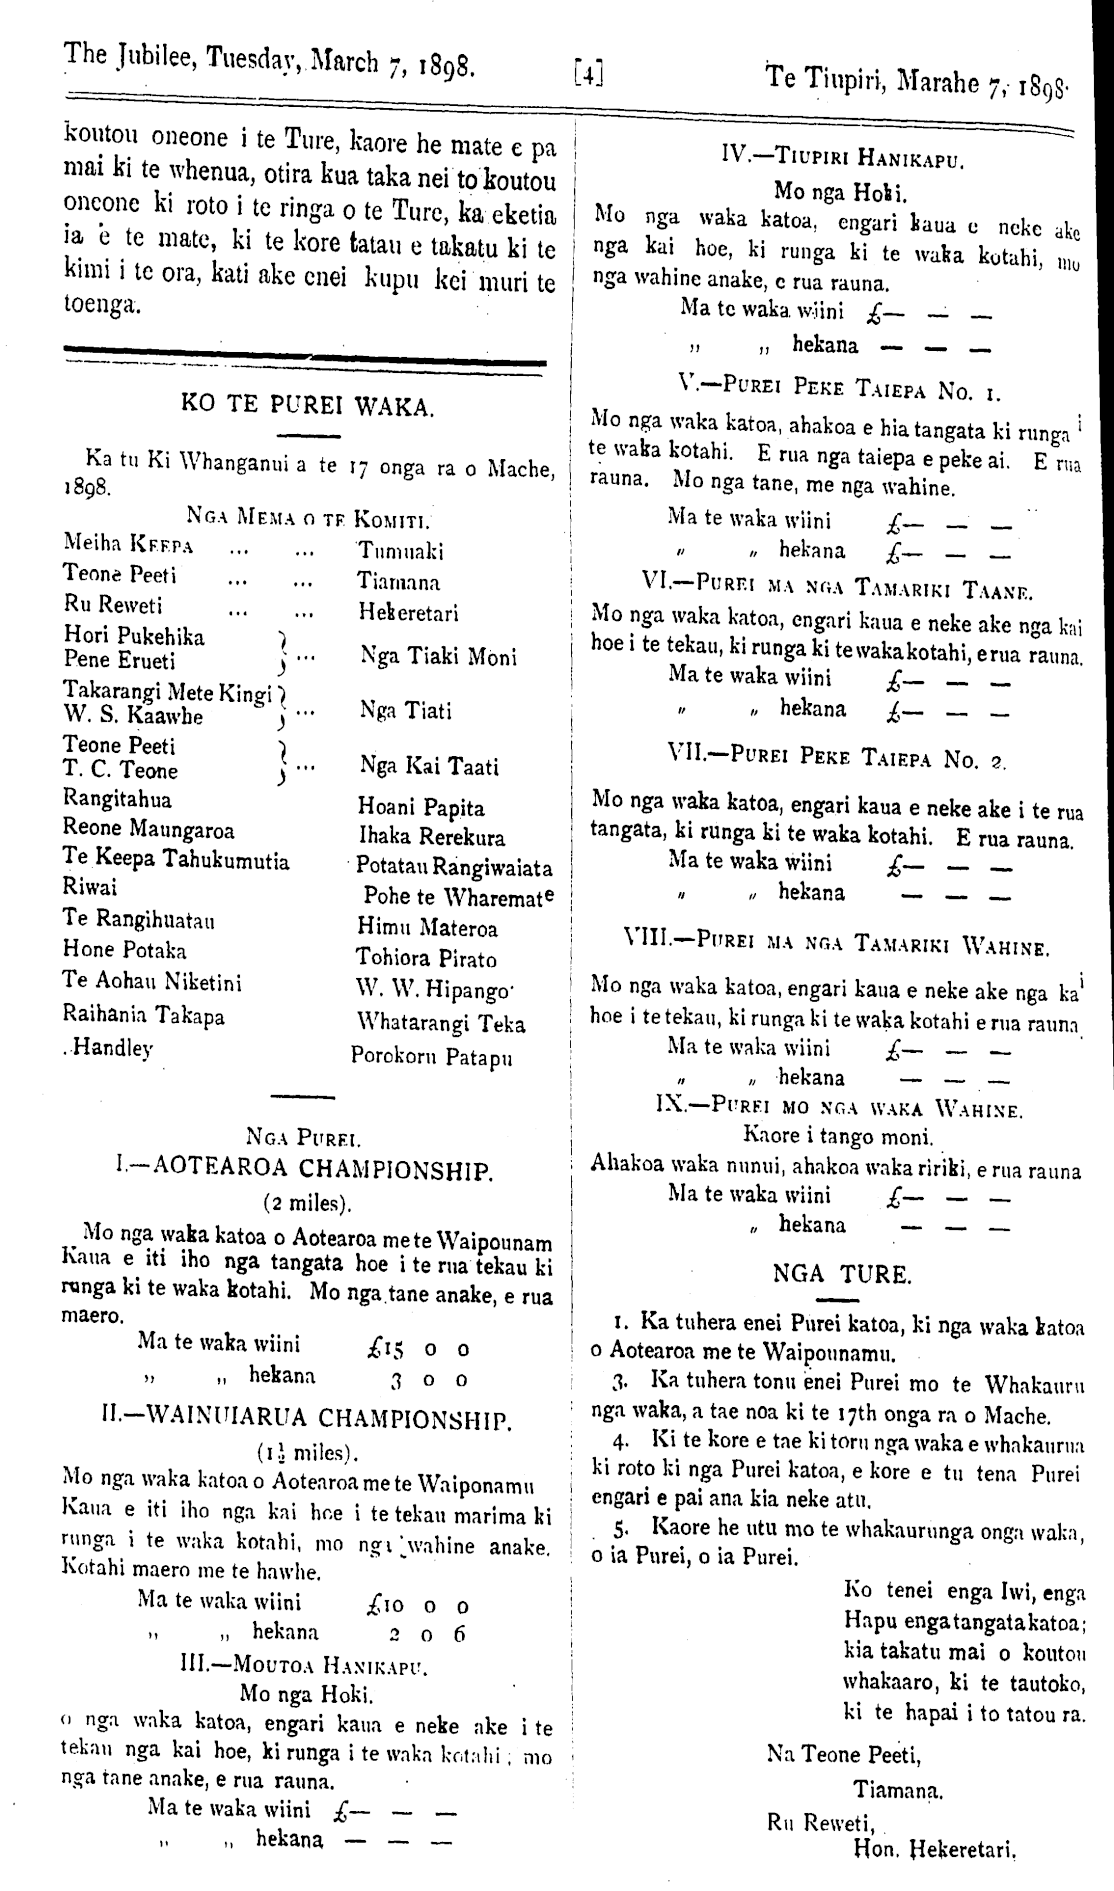 The Jubilee, Tuesday, March 7, 1898.
[4]
Te Tiupiri, Marahe 7, 1898.
koutou oneone i te Ture, kaore he mate e pa
mai ki te whenua, otira kua taka nei to koutou
oneone ki roto i te ringa o te Ture, ka eketia
ia e te mate, ki te kore tatau e takatu ki te
kimi i te ora, kati ake enei kupu kei muri te
toenga.
KO TE PUREI WAKA.
Ka tu Ki Whanganui a te 17 onga ra o Mache,
1898.
NGA MEMA O TE KOMITI.
Meiha KEEPA ... ... Tumuaki
Teone Peeti ... ... Tiamana
Ru Reweti ... ... Hekeretari
Hori Pukehika
Pene Erueti } ... Nga Tiaki Moni
Takarangi Mete Kingi
W. S. Kaawhe } ... Nga Tiati
Teone Peeti
T. C. Teone } ... Nga Kai Taati
Rangitahua Hoani Papita
Reone Maungaroa Ihaka Rerekura
Te Keepa Tahukumutia Potatau Rangiwaiata
Riwai Pohe te Wharemate
Te Rangihuatau Himu Materoa
Hone Potaka Tohiora Pirato
Te Aohau Niketini W. W. Hipango
Raihania Takapa Whatarangi Teka
. Handley Porokoru Patapu
NGA PUREI.
I.—AOTEAROA CHAMPIONSHIP.
(2 miles).
Mo nga waka katoa o Aotearoa me te Waipounam
Kaua e iti iho nga tangata hoe i te rua tekau ki
runga ki te waka kotahi. Mo nga tane anake, e rua
maero.
Ma te waka wiini £15 0 0
,, ,, hekana 3 0 0
II.—WAINUIARUA CHAMPIONSHIP.
(1½ miles).
Mo nga waka katoa o Aotearoa me te Waiponamu
Kaua e iti iho nga kai hoe i te tekau marima ki
runga i te waka kotahi, mo nga wahine anake.
Kotahi maero me te hawhe.
Ma te waka wiini £10 0 0
,, ,, hekana 2 0 6
III.—MOUTOA HANIKAPU.
Mo nga Hoki.
o nga waka katoa, engari kaua e neke ake i te
tekau nga kai hoe, ki runga i te waka kotahi; mo
nga tane anake, e rua rauna.
Ma te waka wiini £— — —
,, ,, hekana — — —
IV.—TIUPIRI HANIKAPU.
Mo nga Hoki.
Mo nga waka katoa, engari kaua e neke ake
nga kai hoe, ki runga ki te waka kotahi, mo
nga wahine anake, e rua rauna.
Ma te waka wiini £— — —
,, ,, hekana — — —
V.—PUREI PEKE TAIEPA NO. 1.
Mo nga waka katoa, ahakoa e hia tangata ki runga i
te waka kotahi. E rua nga taiepa e peke ai. E rua
rauna. Mo nga tane, me nga wahine.
Ma te waka wiini £— — —
" " hekana £— — —
VI.—PUREI MA NGA TAMARIKI TAANE.
Mo nga waka katoa, engari kaua e neke ake nga kai
hoe i te tekau, ki runga ki te waka kotahi, e rua rauna.
Ma te waka wiini £— — —
" " hekana £— — —
VII.—PUREI PEKE TAIEPA NO. 2.
Mo nga waka katoa, engari kaua e neke ake i te rua
tangata, ki runga ki te waka kotahi. E rua rauna.
Ma te waka wiini £— — —
" " hekana — — —
VIII.—PUREI MA NGA TAMARIKI WAHINE.
Mo nga waka katoa, engari kaua e neke ake nga kai
hoe i te tekau, ki runga ki te waka kotahi e rua rauna
Ma te waka wiini £— — —
" " hekana — — —
IX.—PUREI MO NGA WAKA WAHINE.
Kaore i tango moni.
Ahakoa waka nunui, ahakoa waka ririki, e rua rauna
Ma te waka wiini £— — —
" hekana — — —
NGA TURE.
1. Ka tuhera enei Purei katoa, ki nga waka katoa
o Aotearoa me te Waipounamu.
3. Ka tuhera tonu enei Purei mo te Whakauru
nga waka, a tae noa ki te 17th onga ra o Mache.
4. Ki te kore e tae ki toru nga waka e whakaurua
ki roto ki nga Purei katoa, e kore e tu tena Purei
engari e pai ana kia neke atu.
5. Kaore he utu mo te whakaurunga onga waka,
o ia Purei, o ia Purei.
Ko tenei enga Iwi, enga
Hapu enga tangata katoa;
kia takatu mai o koutou
whakaaro, ki te tautoko,
ki te hapai i to tatou ra.
Na Teone Peeti,
Tiamana.
Ru Reweti,
Hon. Hekeretari.